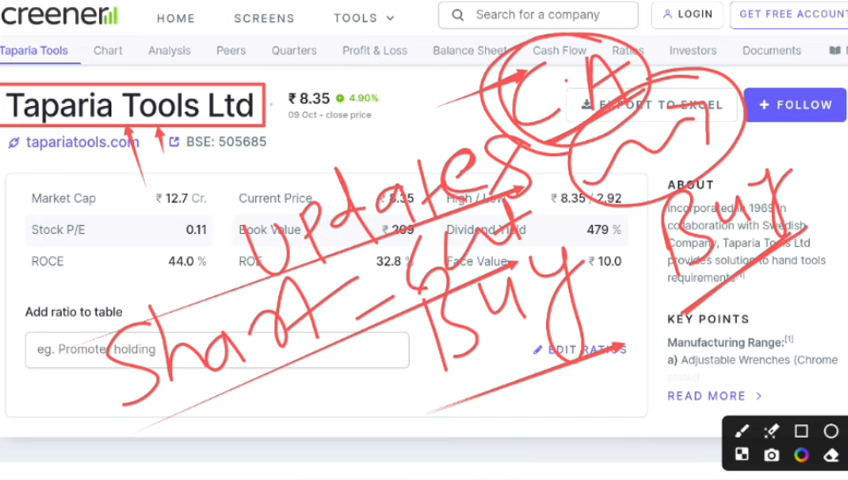 creener
HOME SCREENS TOOLS
Search for a company
LOGIN
GET FREE ACCOUNT
Taparia Tools Chart Analysis Peers Quarters Profit & Loss Balance Sheet Cash Flow Ratios Investors Documents
Taparia Tools Ltd
₹ 8.35 4.90%
09 Oct - close price
EXPORT TO EXCEL
FOLLOW
tapariatools.com BSE: 505685
C.A
Updates
Share
Buy
Buy
Market Cap ₹ 12.7 Cr. Current Price ₹ 8.35 High / Low ₹ 8.35 / 2.92
Stock P/E 0.11 Book Value ₹ 209 Dividend Yield 479 %
ROCE 44.0 % ROE 32.8 % Face Value ₹ 10.0
Add ratio to table
eg. Promoter holding
EDIT RATIOS
ABOUT
Incorporated in 1969 in
collaboration with Swedish
Company, Taparia Tools Ltd
provides solution to hand tools
requirements[1]
KEY POINTS
Manufacturing Range:[1]
a) Adjustable Wrenches (Chrome
READ MORE